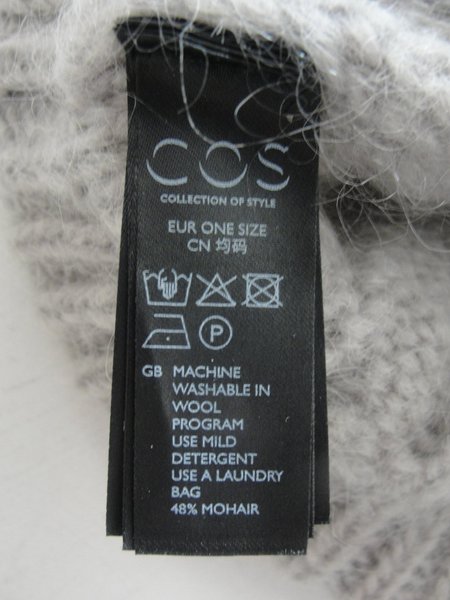 COS
COLLECTION OF STYLE
EUR ONE SIZE
CN 均码
P
GB MACHINE
WASHABLE IN
WOOL
PROGRAM
USE MILD
DETERGENT
USE A LAUNDRY
BAG
48% MOHAIR